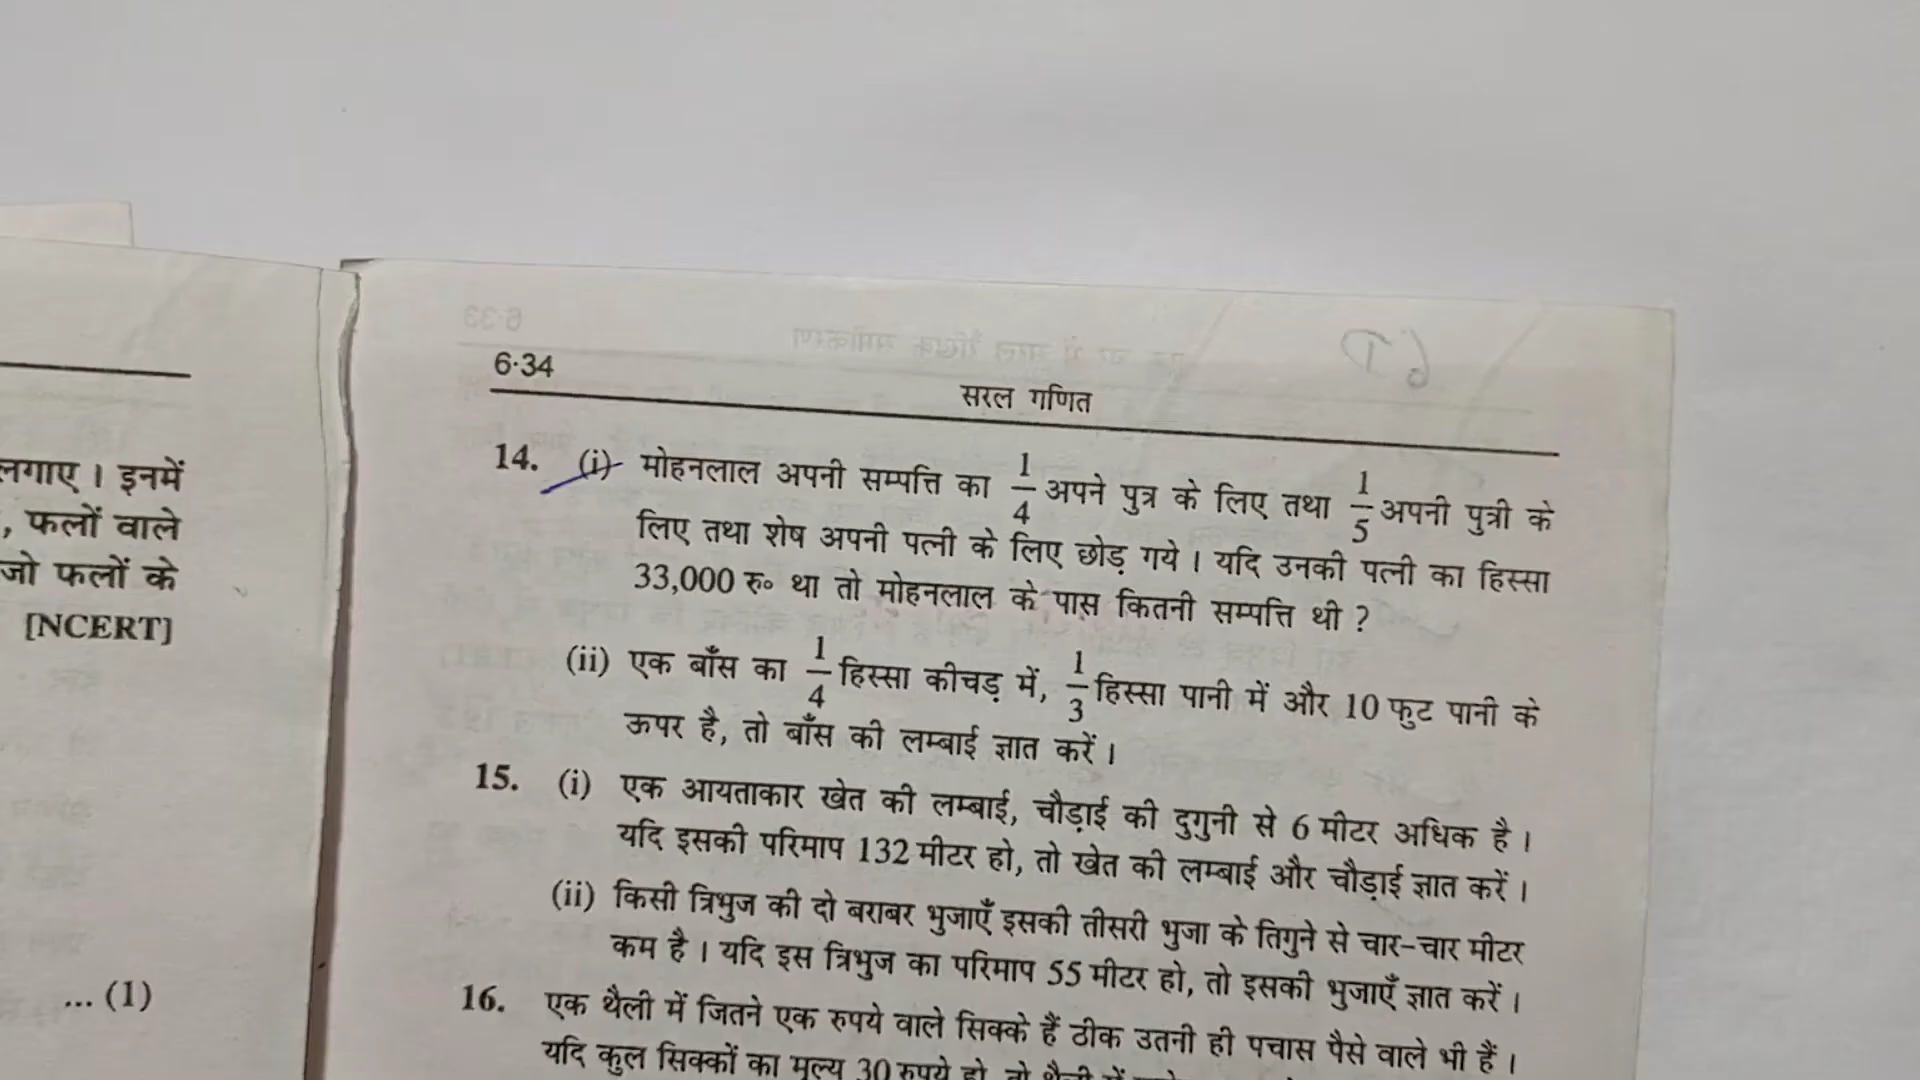 लगाए । इनमें
, फलों वाले
जो फलों के
[NCERT]
... (1)
6·34
सरल गणित
14. (i) मोहनलाल अपनी सम्पत्ति का 1/4 अपने पुत्र के लिए तथा 1/5 अपनी पुत्री के
लिए तथा शेष अपनी पत्नी के लिए छोड़ गये । यदि उनकी पत्नी का हिस्सा
33,000 रु० था तो मोहनलाल के पास कितनी सम्पत्ति थी ?
(ii) एक बाँस का 1/4 हिस्सा कीचड़ में, 1/3 हिस्सा पानी में और 10 फुट पानी के
ऊपर है, तो बाँस की लम्बाई ज्ञात करें ।
15. (i) एक आयताकार खेत की लम्बाई, चौड़ाई की दुगुनी से 6 मीटर अधिक है ।
यदि इसकी परिमाप 132 मीटर हो, तो खेत की लम्बाई और चौड़ाई ज्ञात करें ।
(ii) किसी त्रिभुज की दो बराबर भुजाएँ इसकी तीसरी भुजा के तिगुने से चार-चार मीटर
कम है । यदि इस त्रिभुज का परिमाप 55 मीटर हो, तो इसकी भुजाएँ ज्ञात करें ।
16. एक थैली में जितने एक रुपये वाले सिक्के हैं ठीक उतनी ही पचास पैसे वाले भी हैं ।
यदि कुल सिक्कों का मूल्य 30 रुपये हो, तो थैली में